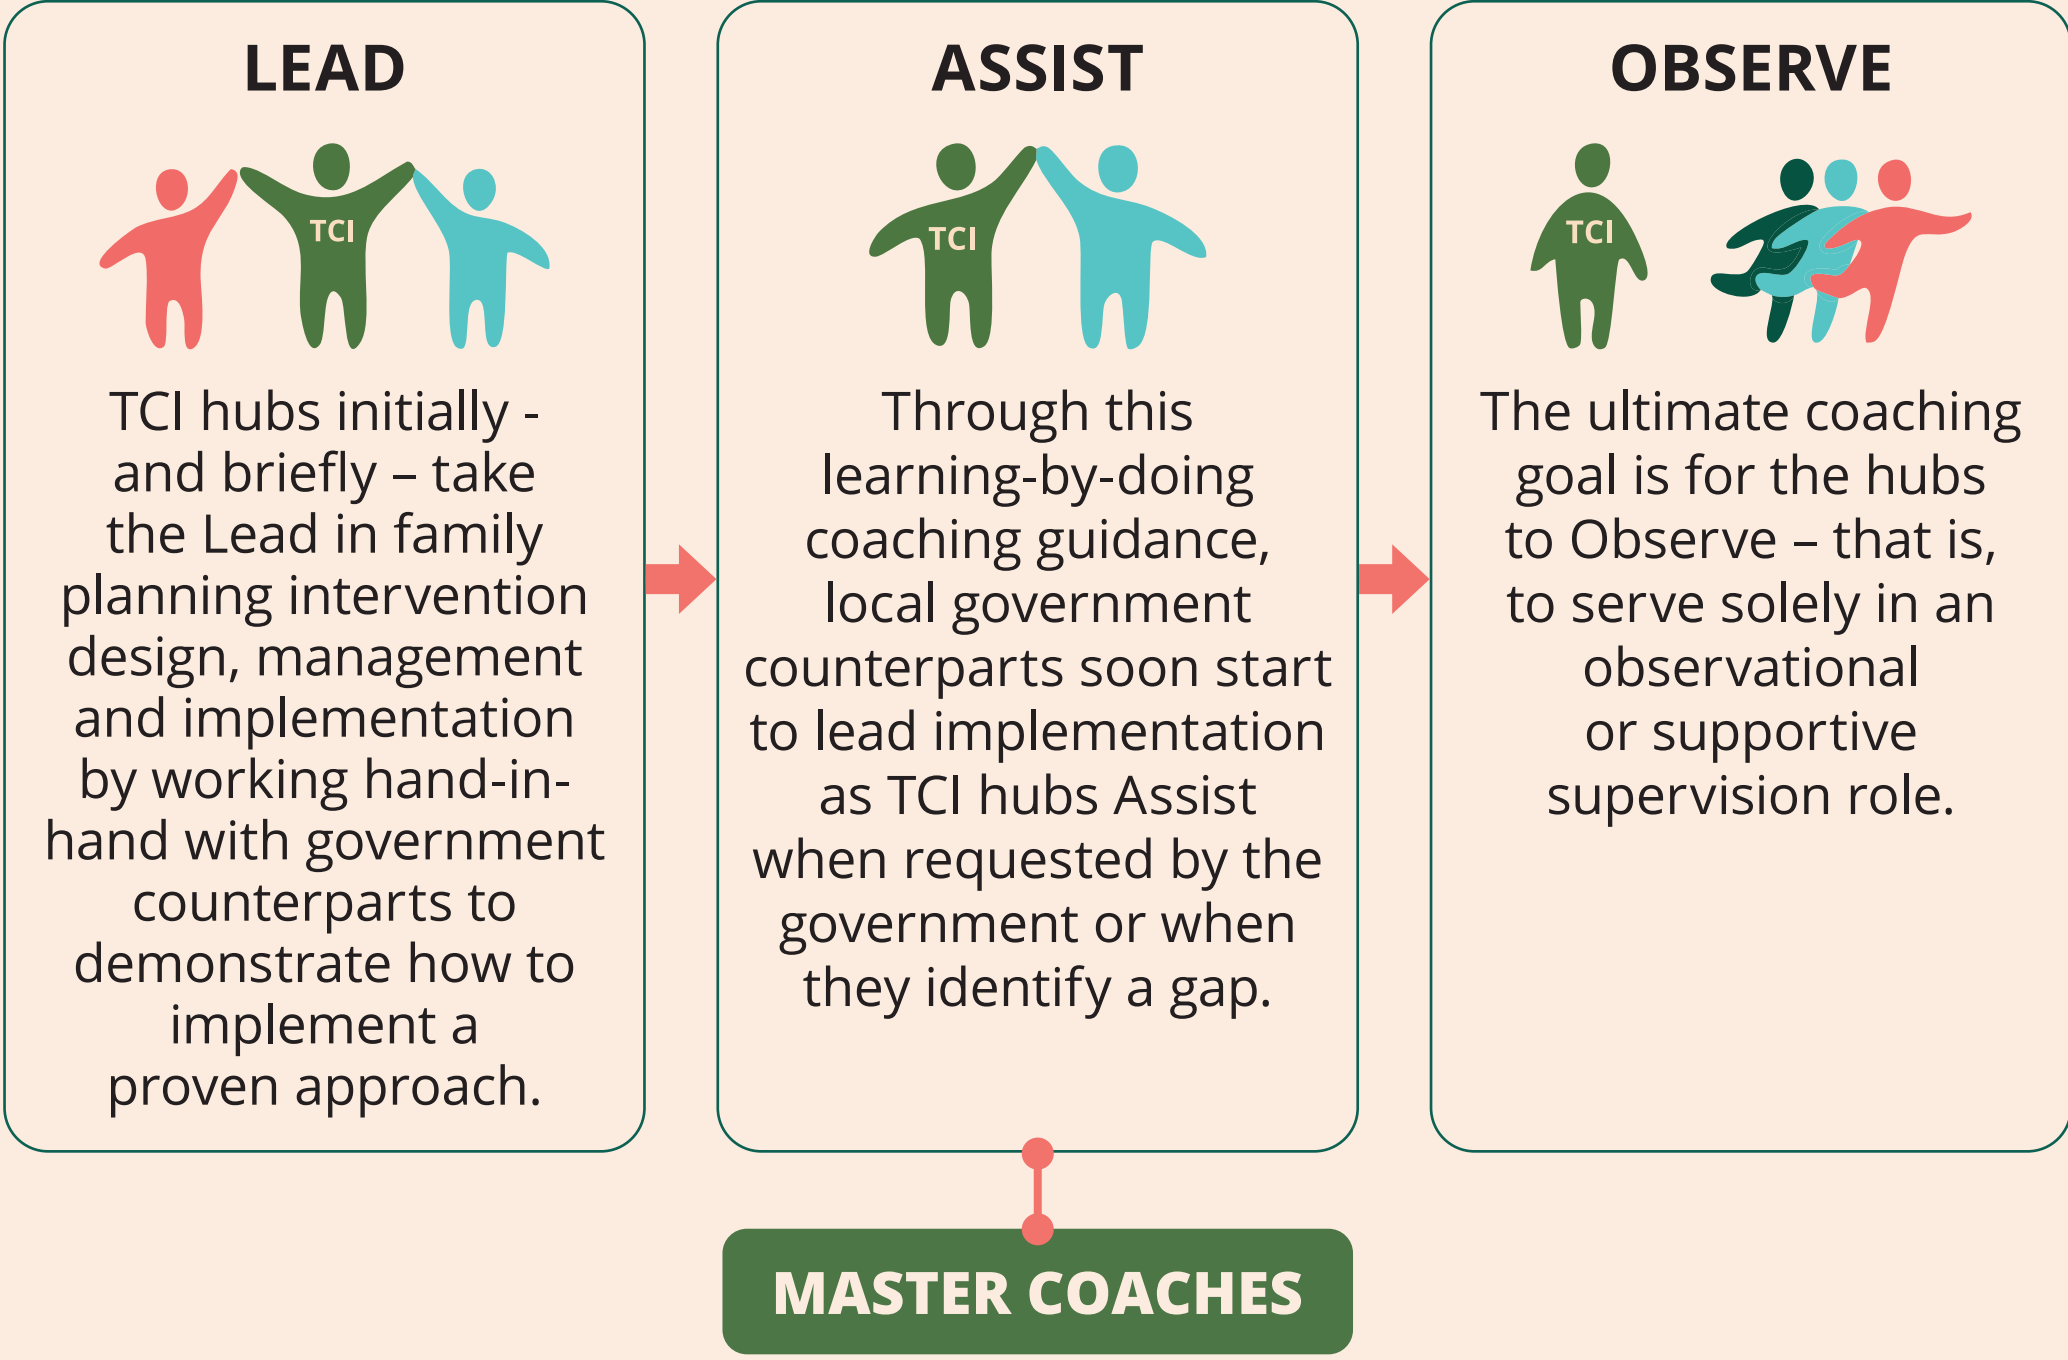 LEAD
TCI
TCI hubs initially -
and briefly – take
the Lead in family
planning intervention
design, management
and implementation
by working hand-in-
hand with government
counterparts to
demonstrate how to
implement a
proven approach.
ASSIST
TCI
Through this
learning-by-doing
coaching guidance,
local government
counterparts soon start
to lead implementation
as TCI hubs Assist
when requested by the
government or when
they identify a gap.
OBSERVE
TCI
The ultimate coaching
goal is for the hubs
to Observe – that is,
to serve solely in an
observational
or supportive
supervision role.
MASTER COACHES